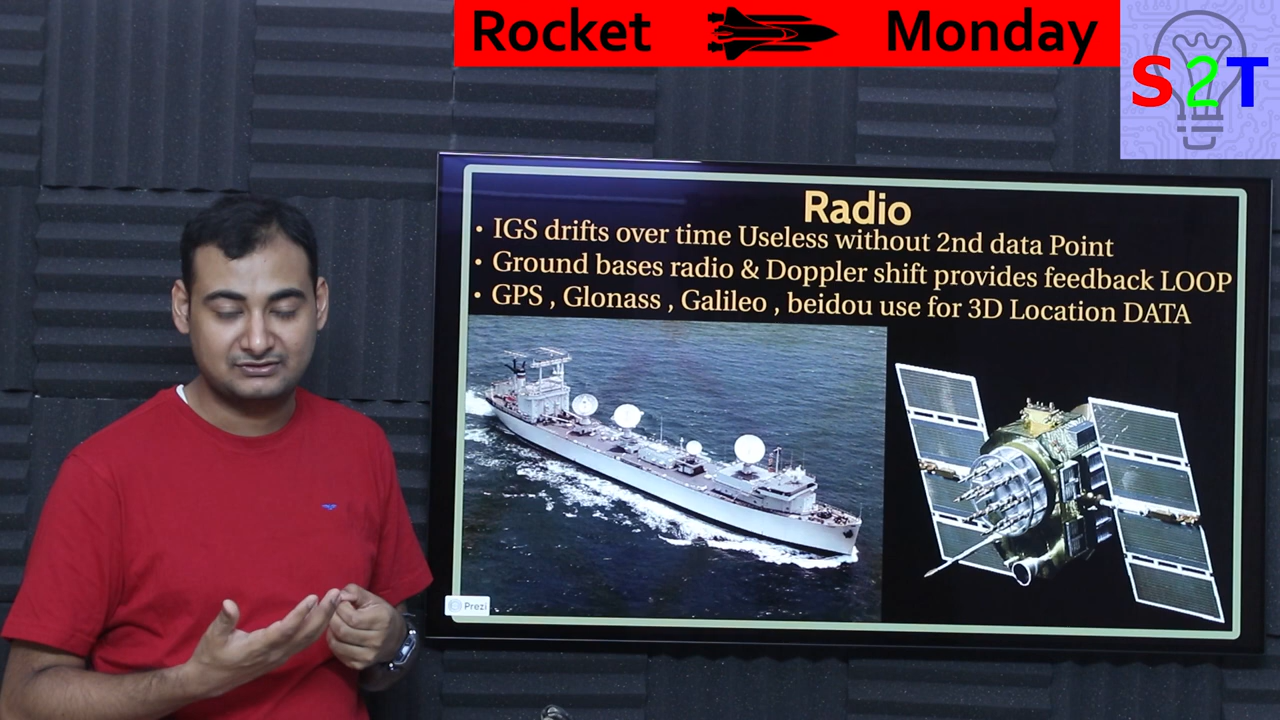 Rocket Monday
S2T
Radio
• IGS drifts over time Useless without 2nd data Point
• Ground bases radio & Doppler shift provides feedback LOOP
• GPS , Glonass , Galileo , beidou use for 3D Location DATA
Prezi